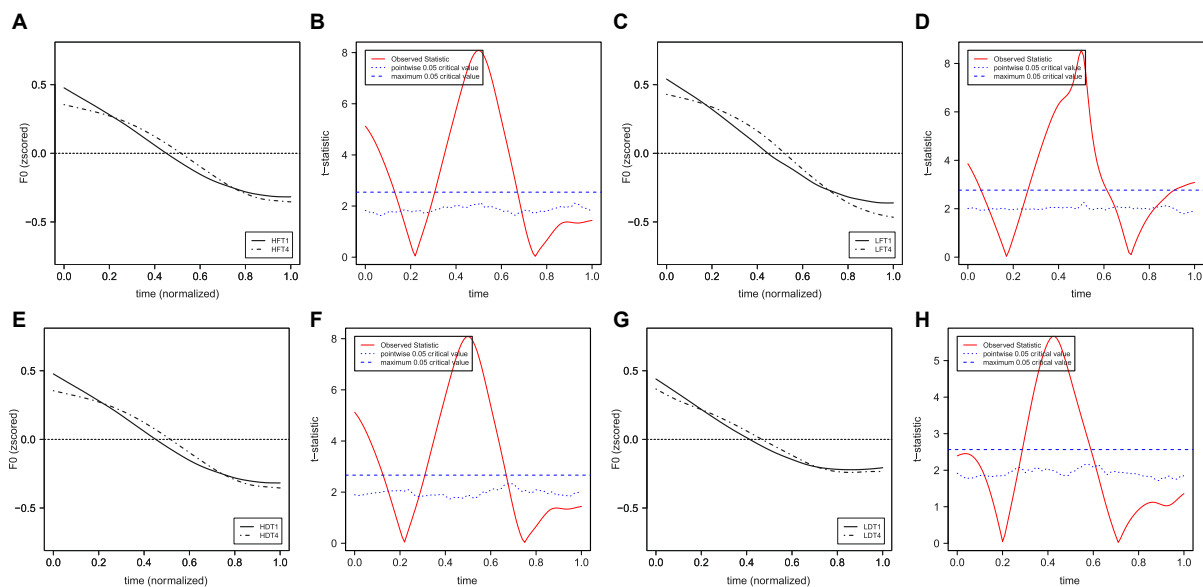 A
B
C
D
0.5
0.0
−0.5
F0 (zscored)
HFT1
HFT4
0.0 0.2 0.4 0.6 0.8 1.0
time (normalized)
8
6
4
2
0
t−statistic
Observed Statistic
pointwise 0.05 critical value
maximum 0.05 critical value
0.0 0.2 0.4 0.6 0.8 1.0
time
0.5
0.0
−0.5
F0 (zscored)
LFT1
LFT4
0.0 0.2 0.4 0.6 0.8 1.0
time (normalized)
8
6
4
2
0
t−statistic
Observed Statistic
pointwise 0.05 critical value
maximum 0.05 critical value
0.0 0.2 0.4 0.6 0.8 1.0
time
E
F
G
H
0.5
0.0
−0.5
F0 (zscored)
HDT1
HDT4
0.0 0.2 0.4 0.6 0.8 1.0
time (normalized)
8
6
4
2
0
t−statistic
Observed Statistic
pointwise 0.05 critical value
maximum 0.05 critical value
0.0 0.2 0.4 0.6 0.8 1.0
time
0.5
0.0
−0.5
F0 (zscored)
LDT1
LDT4
0.0 0.2 0.4 0.6 0.8 1.0
time (normalized)
5
4
3
2
1
0
t−statistic
Observed Statistic
pointwise 0.05 critical value
maximum 0.05 critical value
0.0 0.2 0.4 0.6 0.8 1.0
time